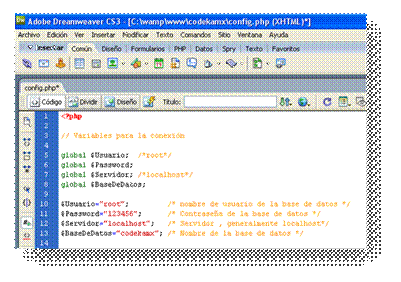 Adobe Dreamweaver CS3 - [C:\wamp\www\codekamx\config.php (XHTML)*]
Archivo Edición Ver Insertar Modificar Texto Comandos Sitio Ventana Ayuda
Insertar Común Diseño Formularios PHP Datos Spry Texto Favoritos
config.php*
Código Dividir Diseño Título:
1 <?php
2
3 // Variables para la conexión
4
5 global $Usuario; /*root*/
6 global $Password;
7 global $Servidor; /*localhost*/
8 global $BaseDeDatos;
9
10 $Usuario="root"; /* nombre de usuario de la base de datos */
11 $Password="123456"; /* Contraseña de la base de datos */
12 $Servidor="localhost"; /* Servidor , generalmente localhost*/
13 $BaseDeDatos="codekamx"; /* Nombre de la base de datos */
14